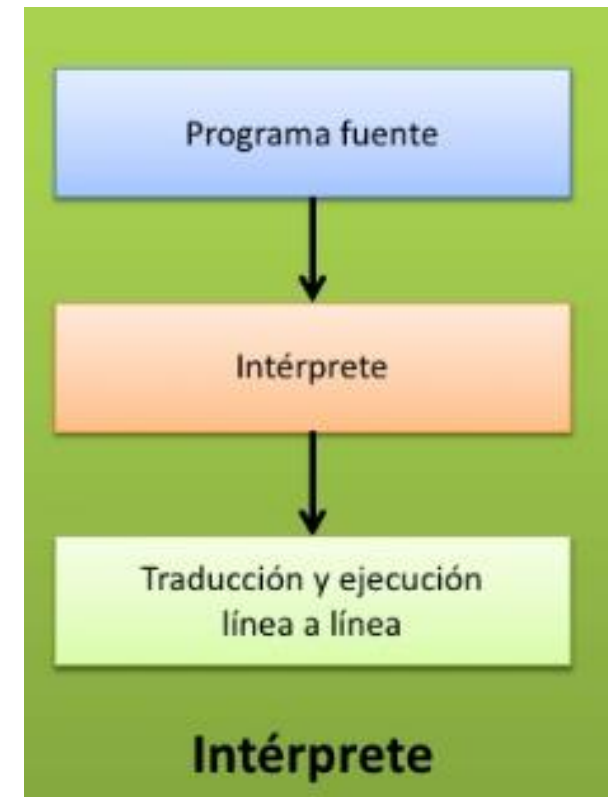 Programa fuente
Intérprete
Traducción y ejecución
línea a línea
Intérprete